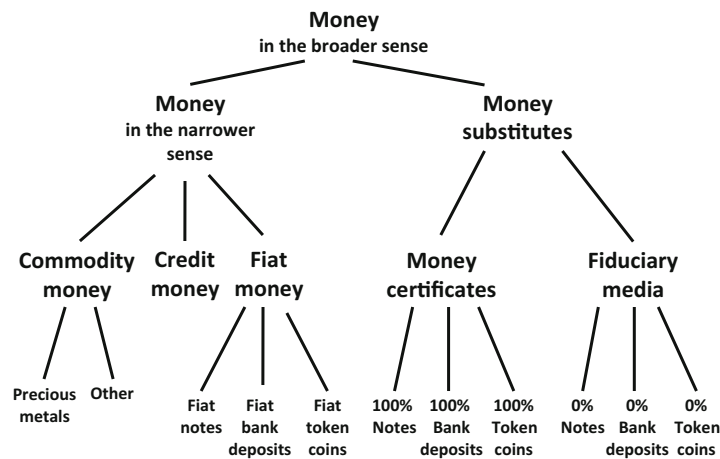 Money
in the broader sense
Money
in the narrower
sense
Money
substitutes
Commodity
money
Credit
money
Fiat
money
Money
certificates
Fiduciary
media
Precious
metals
Other
Fiat
notes
Fiat
bank
deposits
Fiat
token
coins
100%
Notes
100%
Bank
deposits
100%
Token
coins
0%
Notes
0%
Bank
deposits
0%
Token
coins